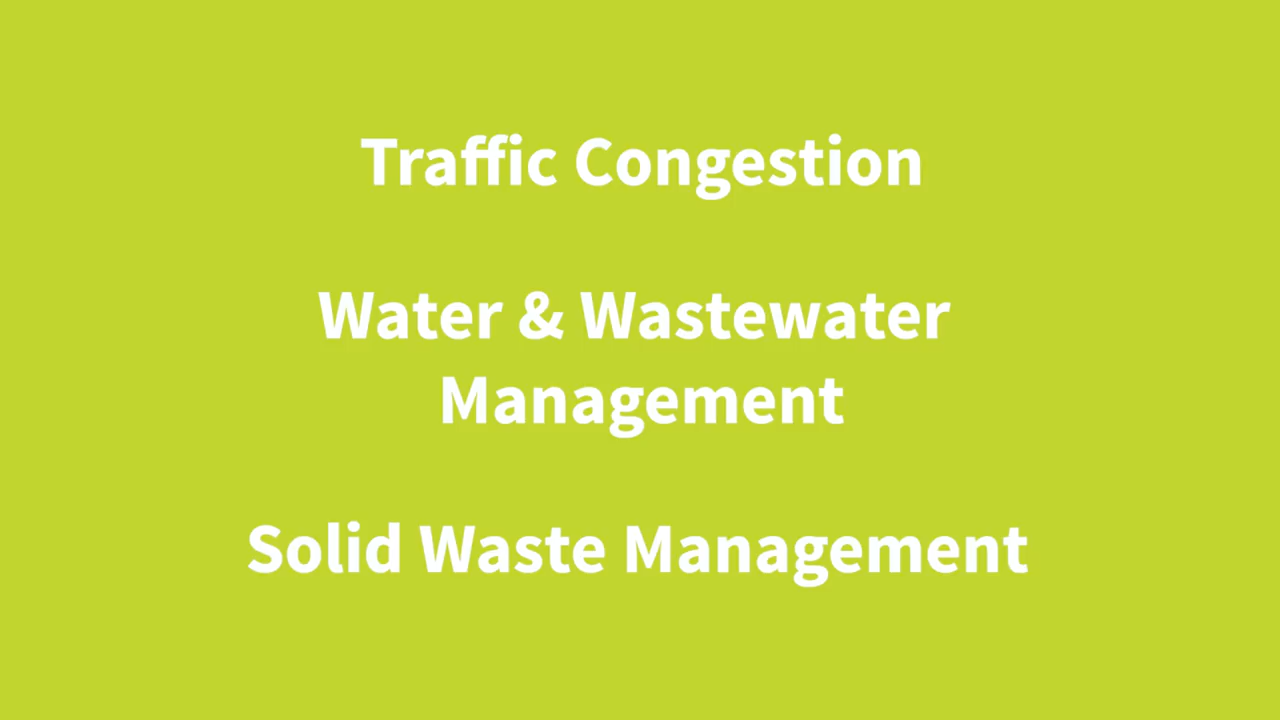 Traffic Congestion
Water & Wastewater
Management
Solid Waste Management